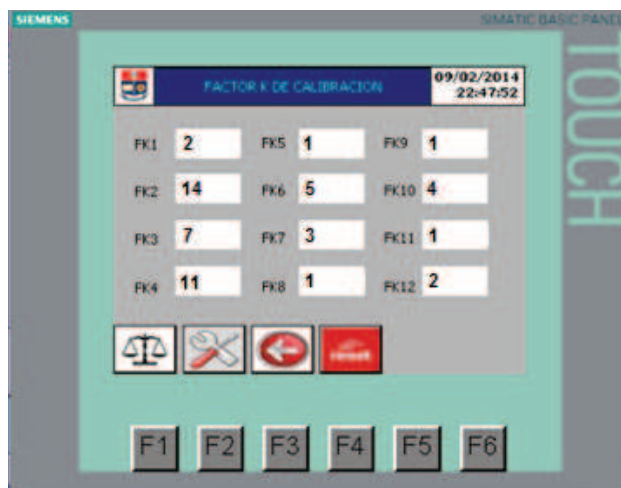 SIEMENS
SIMATIC BASIC PANEL
TOUCH
FACTOR K DE CALIBRACION
09/02/2014
22:47:52
FK1 2 FK5 1 FK9 1
FK2 14 FK6 5 FK10 4
FK3 7 FK7 3 FK11 1
FK4 11 FK8 1 FK12 2
reset
F1 F2 F3 F4 F5 F6